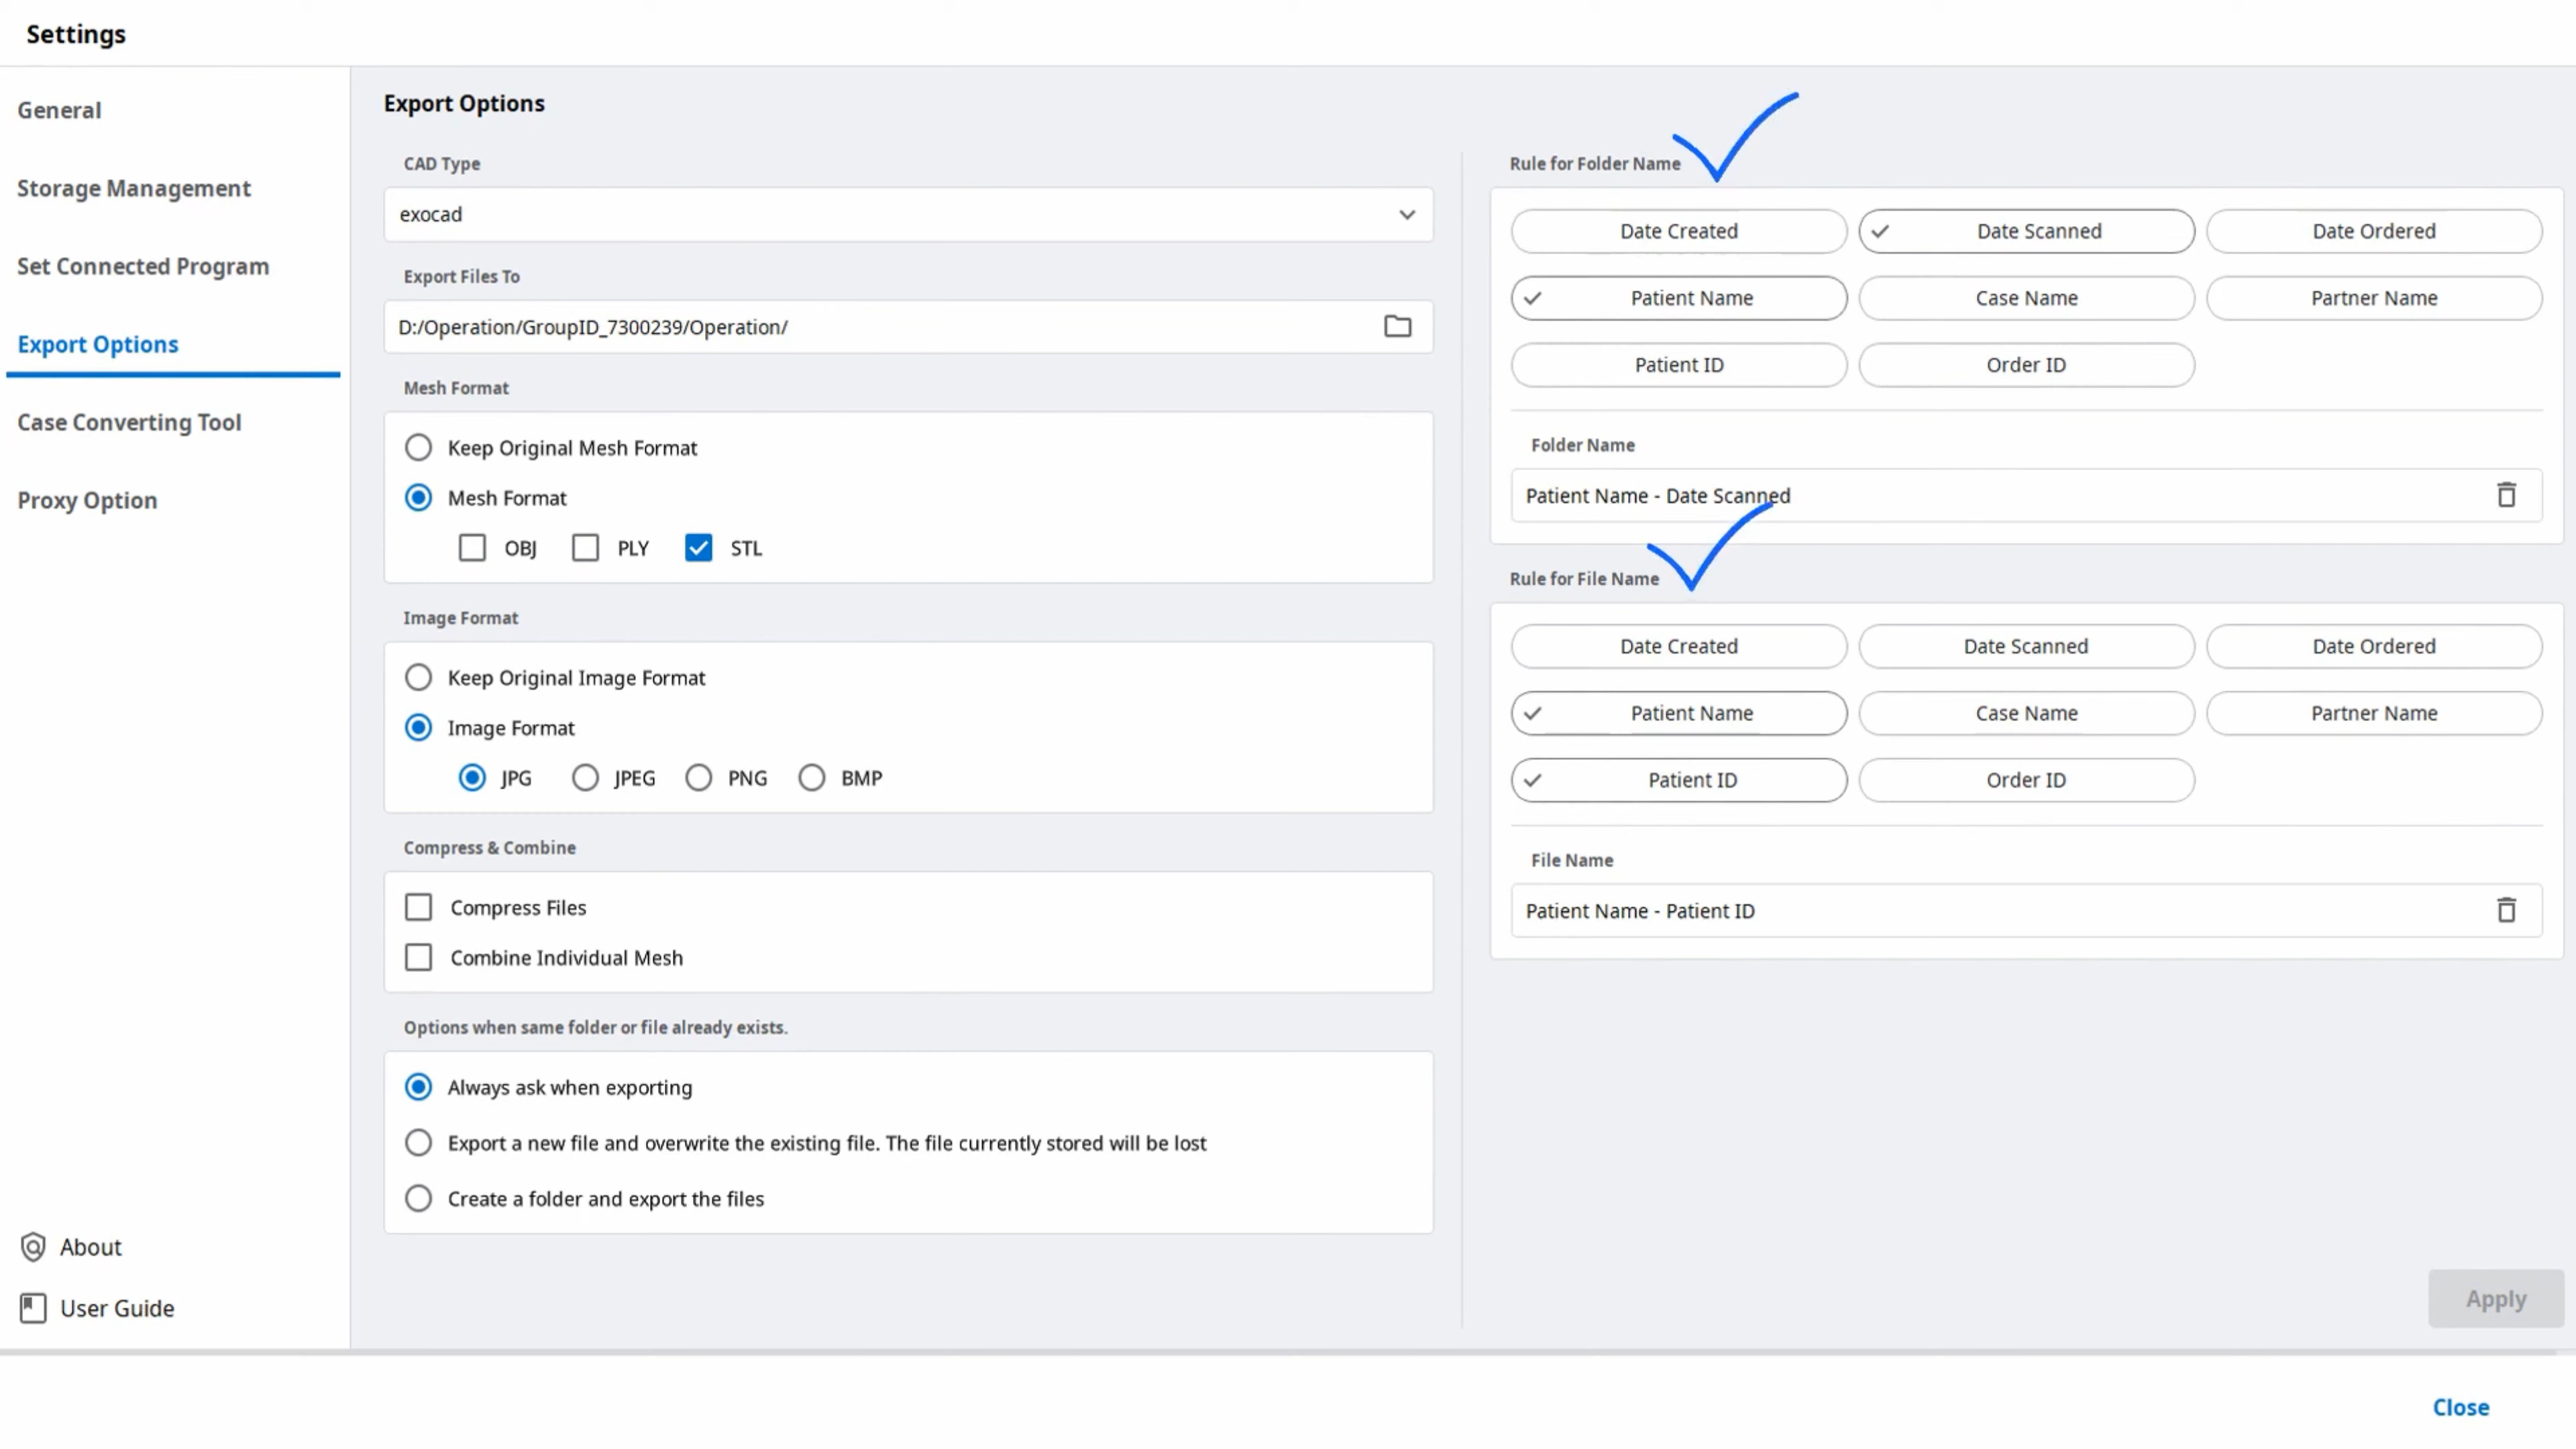 Settings
General
Storage Management
Set Connected Program
Export Options
Case Converting Tool
Proxy Option
About
User Guide
Export Options
CAD Type
exocad
Export Files To
D:/Operation/GroupID_7300239/Operation/
Mesh Format
Keep Original Mesh Format
Mesh Format
OBJ PLY STL
Image Format
Keep Original Image Format
Image Format
JPG JPEG PNG BMP
Compress & Combine
Compress Files
Combine Individual Mesh
Options when same folder or file already exists.
Always ask when exporting
Export a new file and overwrite the existing file. The file currently stored will be lost
Create a folder and export the files
Rule for Folder Name
Date Created Date Scanned Date Ordered
Patient Name Case Name Partner Name
Patient ID Order ID
Folder Name
Patient Name - Date Scanned
Rule for File Name
Date Created Date Scanned Date Ordered
Patient Name Case Name Partner Name
Patient ID Order ID
File Name
Patient Name - Patient ID
Apply
Close